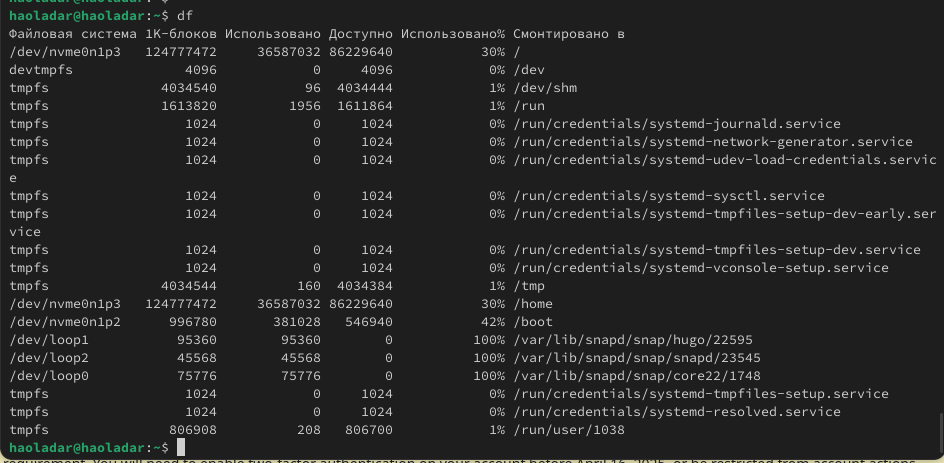 haoladar@haoladar:~$ df
Файловая система 1K-блоков Использовано Доступно Использовано% Смонтировано в
/dev/nvme0n1p3 124777472 36587032 86229640 30% /
devtmpfs 4096 0 4096 0% /dev
tmpfs 4034540 96 4034444 1% /dev/shm
tmpfs 1613820 1956 1611864 1% /run
tmpfs 1024 0 1024 0% /run/credentials/systemd-journald.service
tmpfs 1024 0 1024 0% /run/credentials/systemd-network-generator.service
tmpfs 1024 0 1024 0% /run/credentials/systemd-udev-load-credentials.servic
e
tmpfs 1024 0 1024 0% /run/credentials/systemd-sysctl.service
tmpfs 1024 0 1024 0% /run/credentials/systemd-tmpfiles-setup-dev-early.ser
vice
tmpfs 1024 0 1024 0% /run/credentials/systemd-tmpfiles-setup-dev.service
tmpfs 1024 0 1024 0% /run/credentials/systemd-vconsole-setup.service
tmpfs 4034544 160 4034384 1% /tmp
/dev/nvme0n1p3 124777472 36587032 86229640 30% /home
/dev/nvme0n1p2 996780 381028 546940 42% /boot
/dev/loop1 95360 95360 0 100% /var/lib/snapd/snap/hugo/22595
/dev/loop2 45568 45568 0 100% /var/lib/snapd/snap/snapd/23545
/dev/loop0 75776 75776 0 100% /var/lib/snapd/snap/core22/1748
tmpfs 1024 0 1024 0% /run/credentials/systemd-tmpfiles-setup.service
tmpfs 1024 0 1024 0% /run/credentials/systemd-resolved.service
tmpfs 806908 208 806700 1% /run/user/1038
haoladar@haoladar:~$